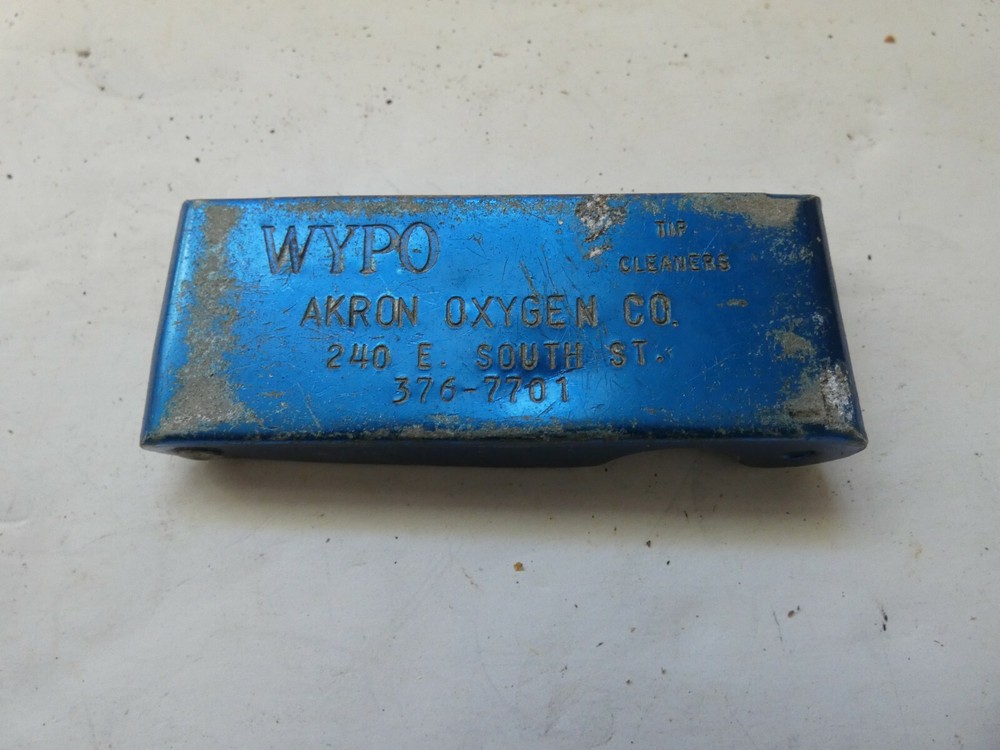 WYPO
TIP
CLEANERS
AKRON OXYGEN CO.
240 E. SOUTH ST.
376-7701